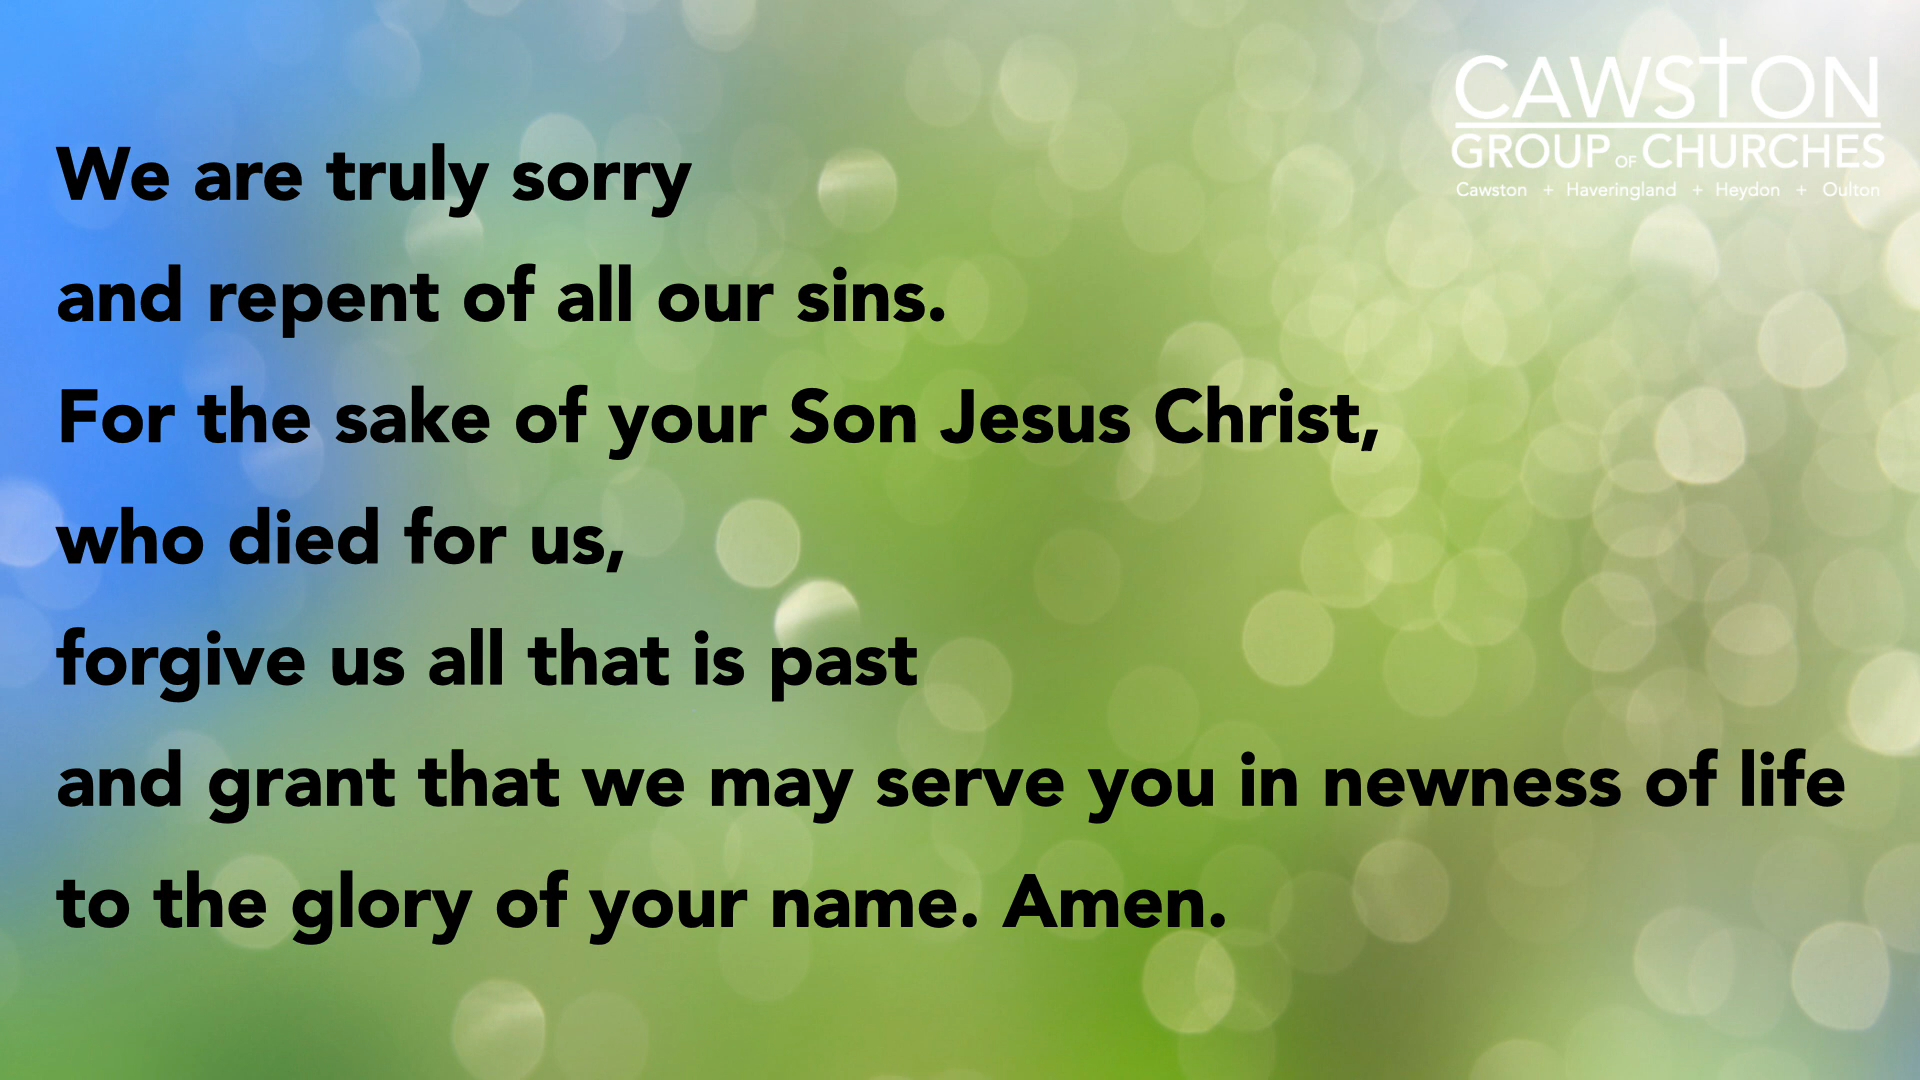 CAWSTON
GROUP OF CHURCHES
Cawston + Haveringland + Heydon + Oulton
We are truly sorry
and repent of all our sins.
For the sake of your Son Jesus Christ,
who died for us,
forgive us all that is past
and grant that we may serve you in newness of life
to the glory of your name. Amen.